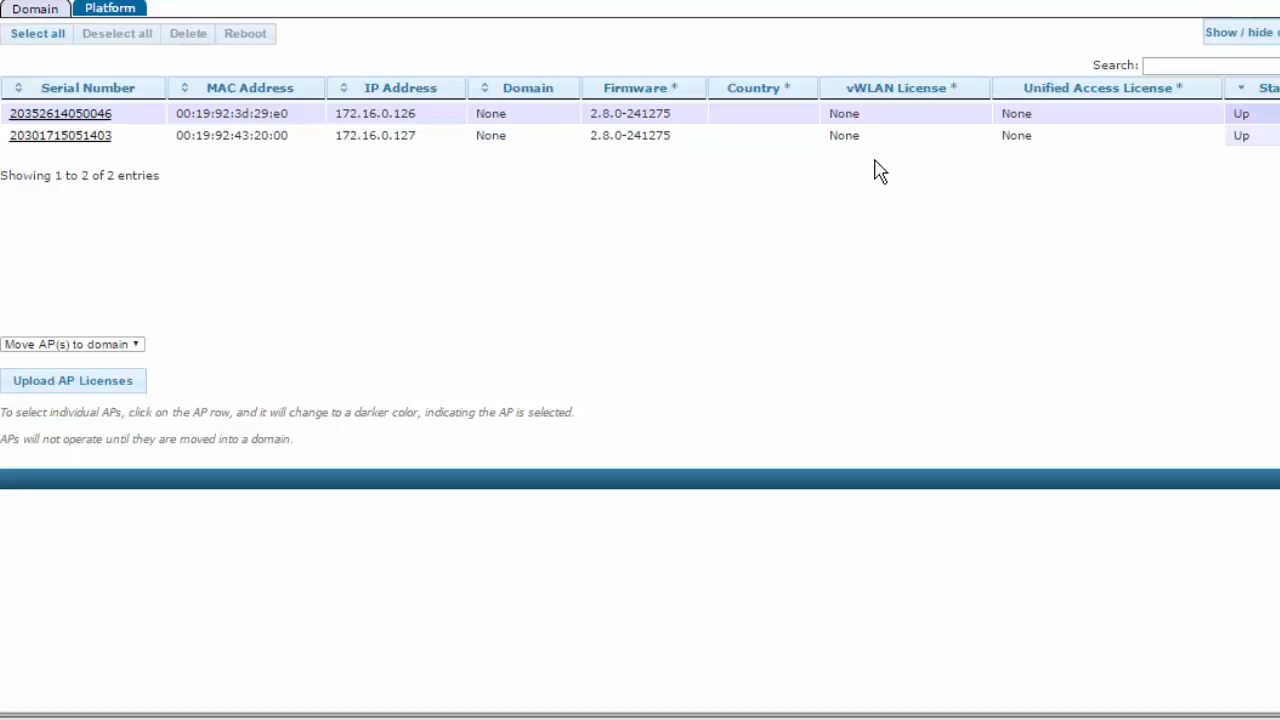 Domain Platform
Select all Deselect all Delete Reboot Show / hide
Search:
Serial Number MAC Address IP Address Domain Firmware * Country * vWLAN License * Unified Access License * Sta
20352614050046 00:19:92:3d:29:e0 172.16.0.126 None 2.8.0-241275 None None Up
20301715051403 00:19:92:43:20:00 172.16.0.127 None 2.8.0-241275 None None Up
Showing 1 to 2 of 2 entries
Move AP(s) to domain
Upload AP Licenses
To select individual APs, click on the AP row, and it will change to a darker color, indicating the AP is selected.
APs will not operate until they are moved into a domain.